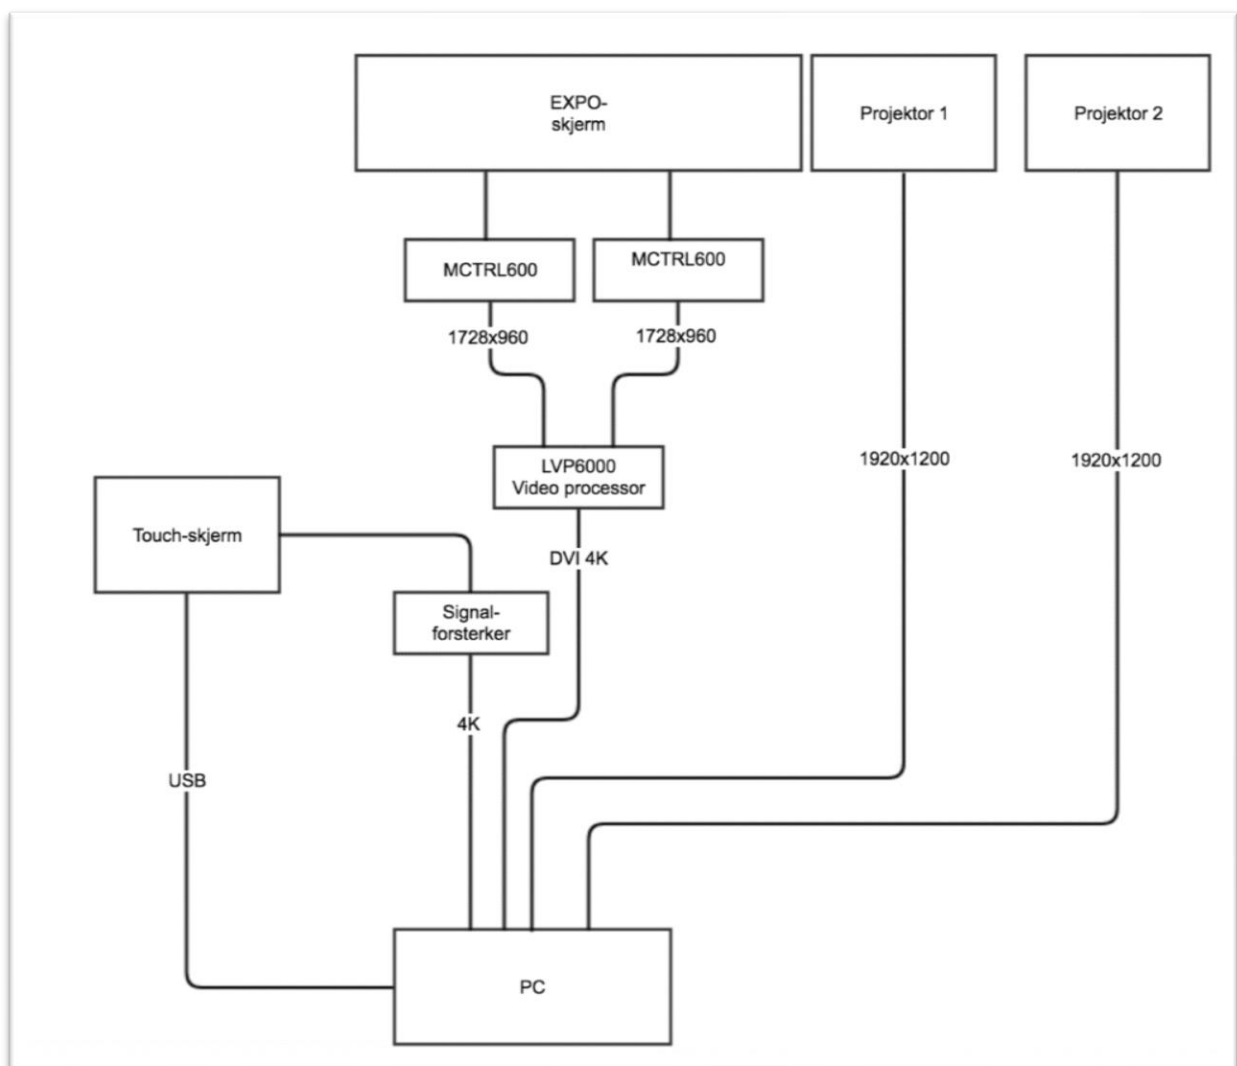 EXPO-
skjerm
Projektor 1
Projektor 2
MCTRL600
MCTRL600
1728x960
1728x960
LVP6000
Video processor
1920x1200
1920x1200
Touch-skjerm
DVI 4K
Signal-
forsterker
4K
USB
PC